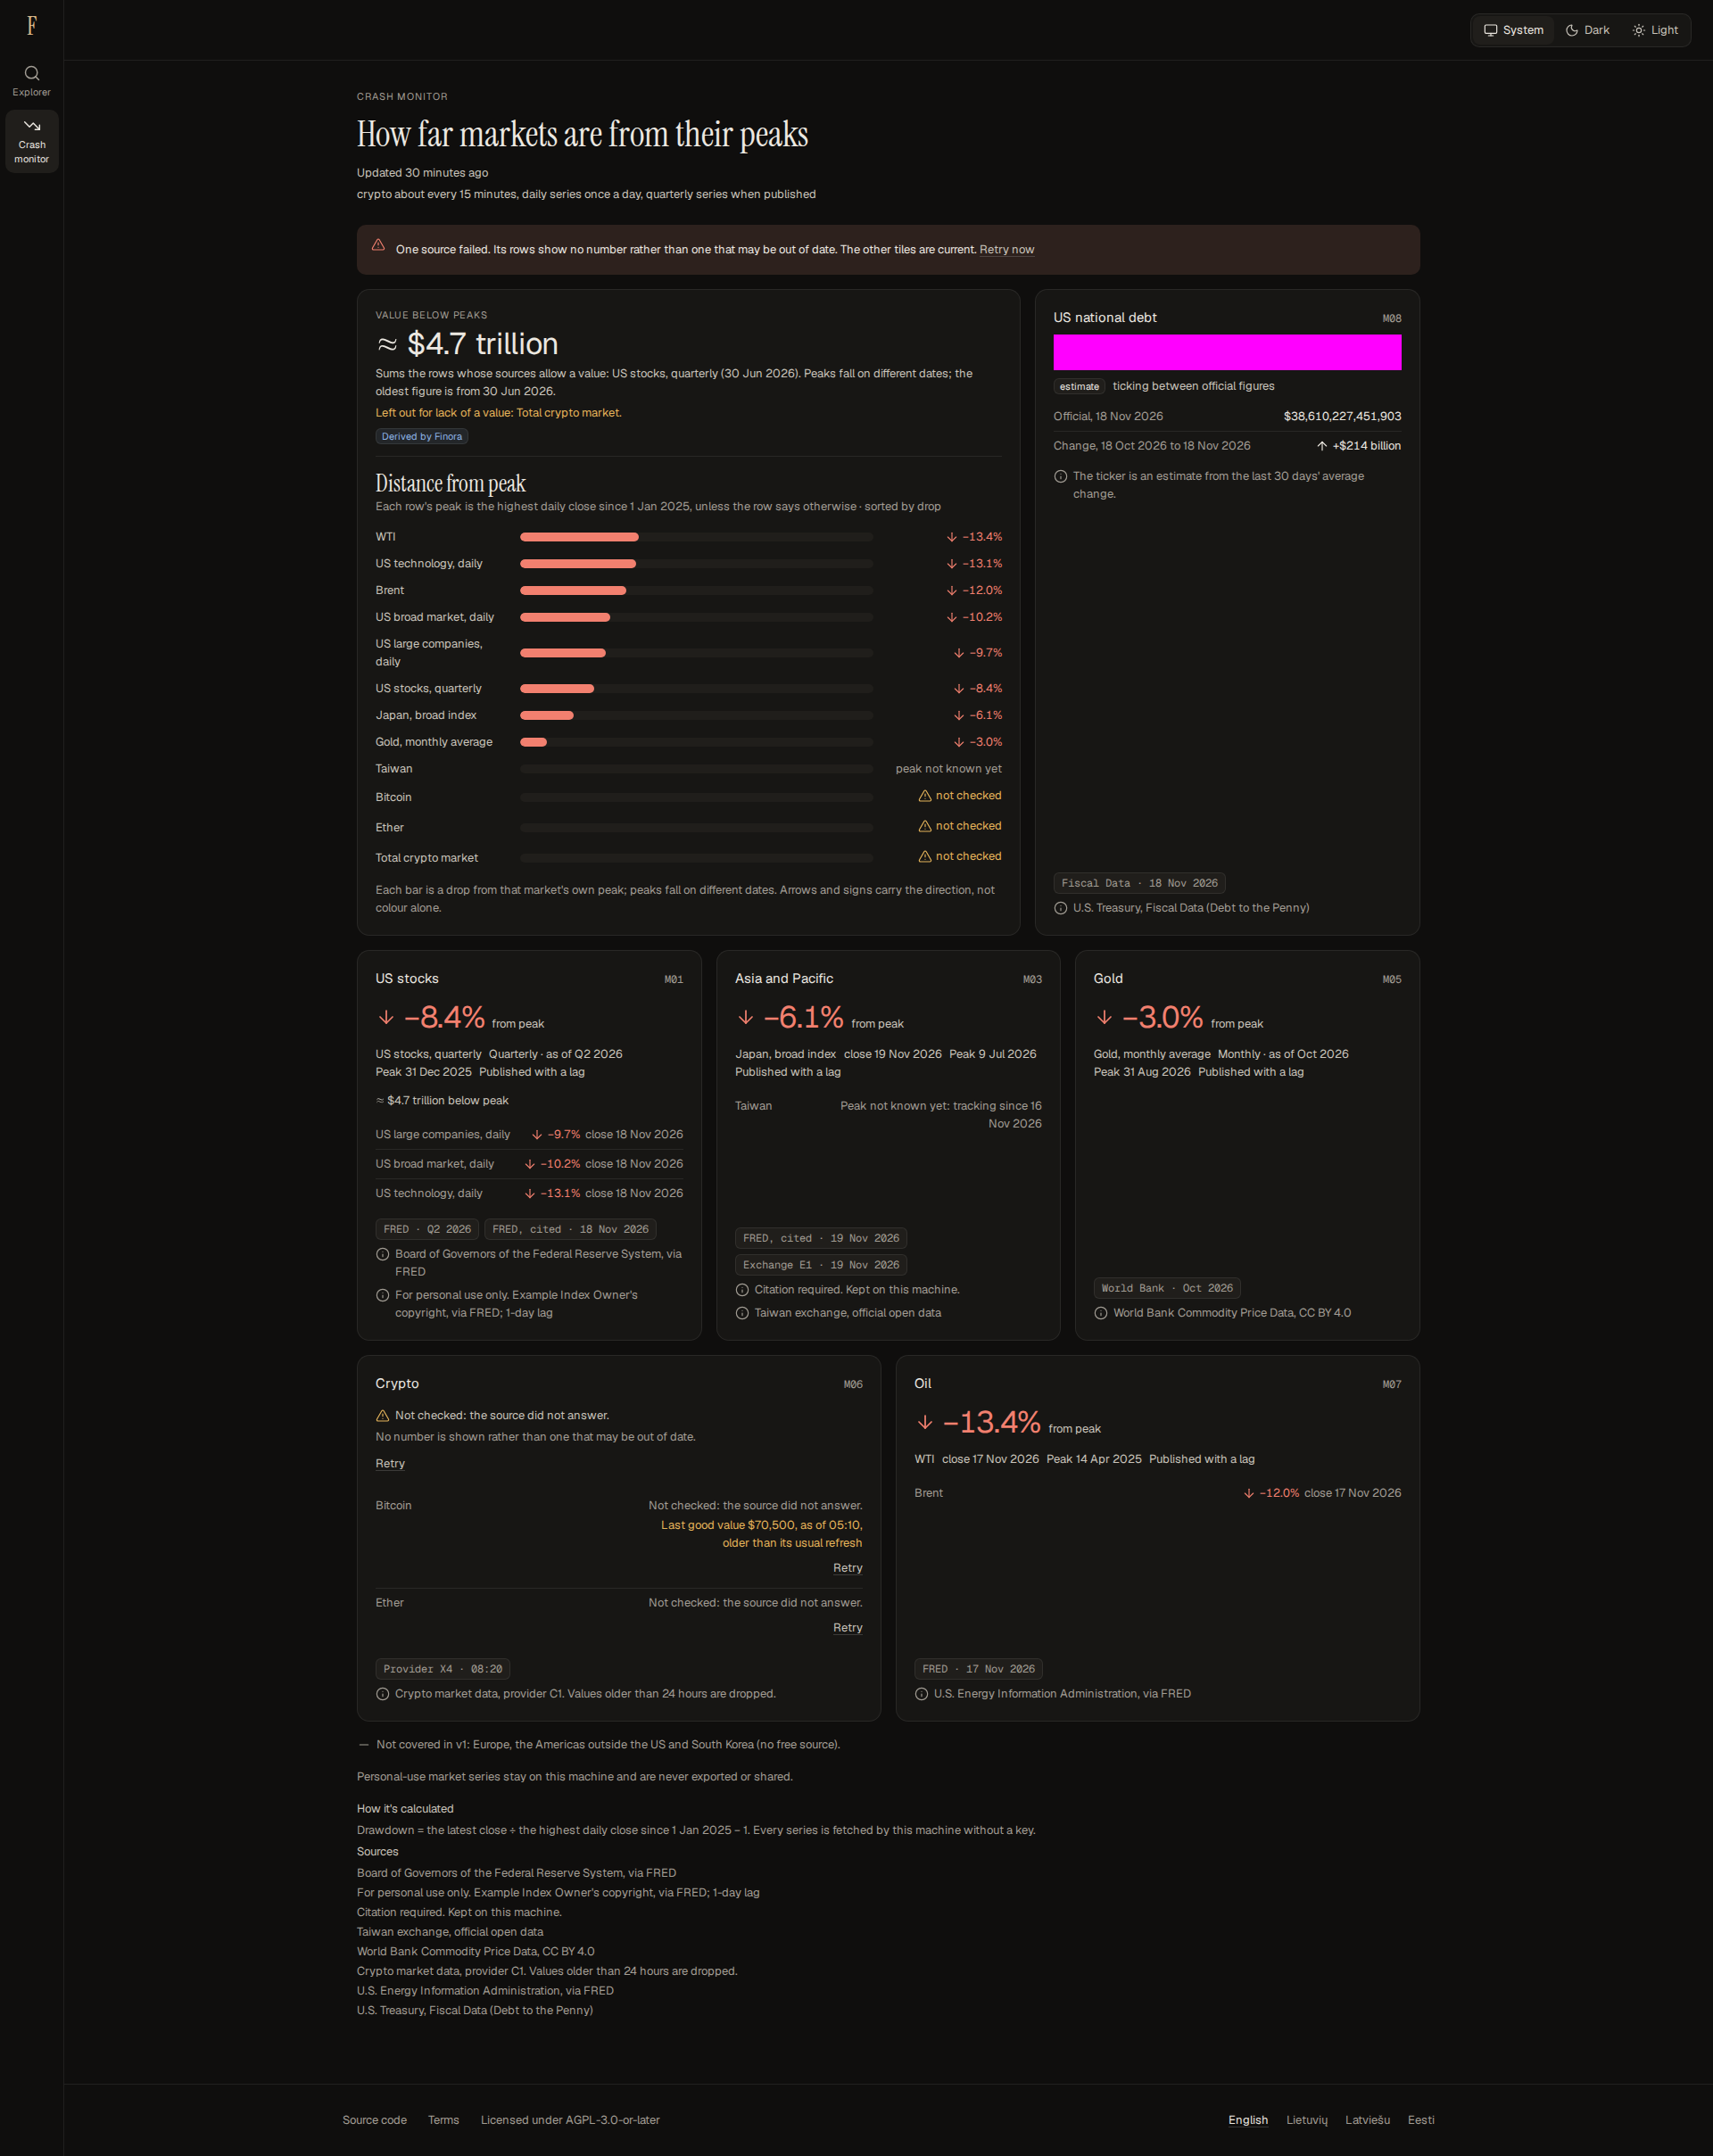 F
Explorer
Crash
monitor
System
Dark
Light
CRASH MONITOR
How far markets are from their peaks
Updated 30 minutes ago
crypto about every 15 minutes, daily series once a day, quarterly series when published
One source failed. Its rows show no number rather than one that may be out of date. The other tiles are current. Retry now
VALUE BELOW PEAKS
≈ $4.7 trillion
Sums the rows whose sources allow a value: US stocks, quarterly (30 Jun 2026). Peaks fall on different dates; the
oldest figure is from 30 Jun 2026.
Left out for lack of a value: Total crypto market.
Derived by Finora
Distance from peak
Each row's peak is the highest daily close since 1 Jan 2025, unless the row says otherwise · sorted by drop
WTI ↓ −13.4%
US technology, daily ↓ −13.1%
Brent ↓ −12.0%
US broad market, daily ↓ −10.2%
US large companies,
daily ↓ −9.7%
US stocks, quarterly ↓ −8.4%
Japan, broad index ↓ −6.1%
Gold, monthly average ↓ −3.0%
Taiwan peak not known yet
Bitcoin not checked
Ether not checked
Total crypto market not checked
Each bar is a drop from that market's own peak; peaks fall on different dates. Arrows and signs carry the direction, not
colour alone.
US national debt M08
estimate ticking between official figures
Official, 18 Nov 2026 $38,610,227,451,903
Change, 18 Oct 2026 to 18 Nov 2026 ↑ +$214 billion
The ticker is an estimate from the last 30 days' average
change.
Fiscal Data · 18 Nov 2026
U.S. Treasury, Fiscal Data (Debt to the Penny)
US stocks M01
↓ −8.4% from peak
US stocks, quarterly Quarterly · as of Q2 2026
Peak 31 Dec 2025 Published with a lag
≈ $4.7 trillion below peak
US large companies, daily ↓ −9.7% close 18 Nov 2026
US broad market, daily ↓ −10.2% close 18 Nov 2026
US technology, daily ↓ −13.1% close 18 Nov 2026
FRED · Q2 2026 FRED, cited · 18 Nov 2026
Board of Governors of the Federal Reserve System, via
FRED
For personal use only. Example Index Owner's
copyright, via FRED; 1-day lag
Asia and Pacific M03
↓ −6.1% from peak
Japan, broad index close 19 Nov 2026 Peak 9 Jul 2026
Published with a lag
Taiwan Peak not known yet: tracking since 16
Nov 2026
FRED, cited · 19 Nov 2026
Exchange E1 · 19 Nov 2026
Citation required. Kept on this machine.
Taiwan exchange, official open data
Gold M05
↓ −3.0% from peak
Gold, monthly average Monthly · as of Oct 2026
Peak 31 Aug 2026 Published with a lag
World Bank · Oct 2026
World Bank Commodity Price Data, CC BY 4.0
Crypto M06
Not checked: the source did not answer.
No number is shown rather than one that may be out of date.
Retry
Bitcoin Not checked: the source did not answer.
Last good value $70,500, as of 05:10,
older than its usual refresh
Retry
Ether Not checked: the source did not answer.
Retry
Provider X4 · 08:20
Crypto market data, provider C1. Values older than 24 hours are dropped.
Oil M07
↓ −13.4% from peak
WTI close 17 Nov 2026 Peak 14 Apr 2025 Published with a lag
Brent ↓ −12.0% close 17 Nov 2026
FRED · 17 Nov 2026
U.S. Energy Information Administration, via FRED
— Not covered in v1: Europe, the Americas outside the US and South Korea (no free source).
Personal-use market series stay on this machine and are never exported or shared.
How it's calculated
Drawdown = the latest close ÷ the highest daily close since 1 Jan 2025 − 1. Every series is fetched by this machine without a key.
Sources
Board of Governors of the Federal Reserve System, via FRED
For personal use only. Example Index Owner's copyright, via FRED; 1-day lag
Citation required. Kept on this machine.
Taiwan exchange, official open data
World Bank Commodity Price Data, CC BY 4.0
Crypto market data, provider C1. Values older than 24 hours are dropped.
U.S. Energy Information Administration, via FRED
U.S. Treasury, Fiscal Data (Debt to the Penny)
Source code Terms Licensed under AGPL-3.0-or-later
English Lietuvių Latviešu Eesti